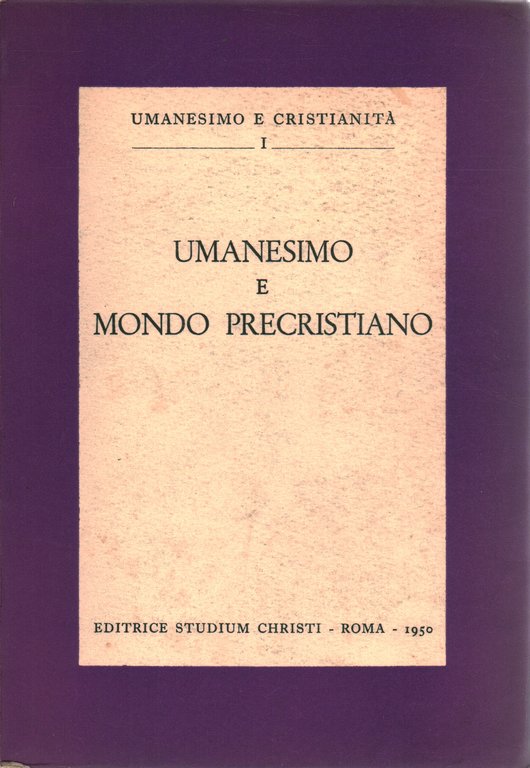 UMANESIMO E CRISTIANITÀ
I
UMANESIMO
E
MONDO PRECRISTIANO
EDITRICE STUDIUM CHRISTI - ROMA - 1950